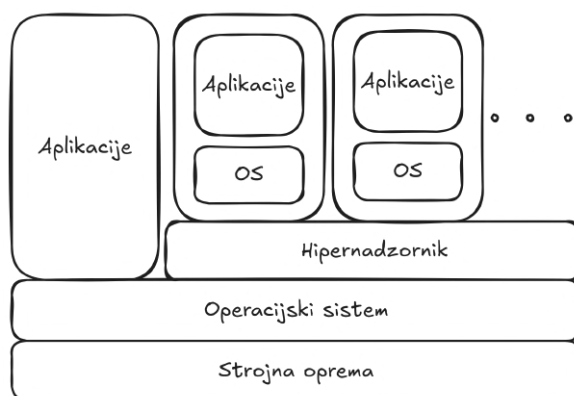 Aplikacije
Aplikacije
Aplikacije
OS
OS
Hipernadzornik
Operacijski sistem
Strojna oprema